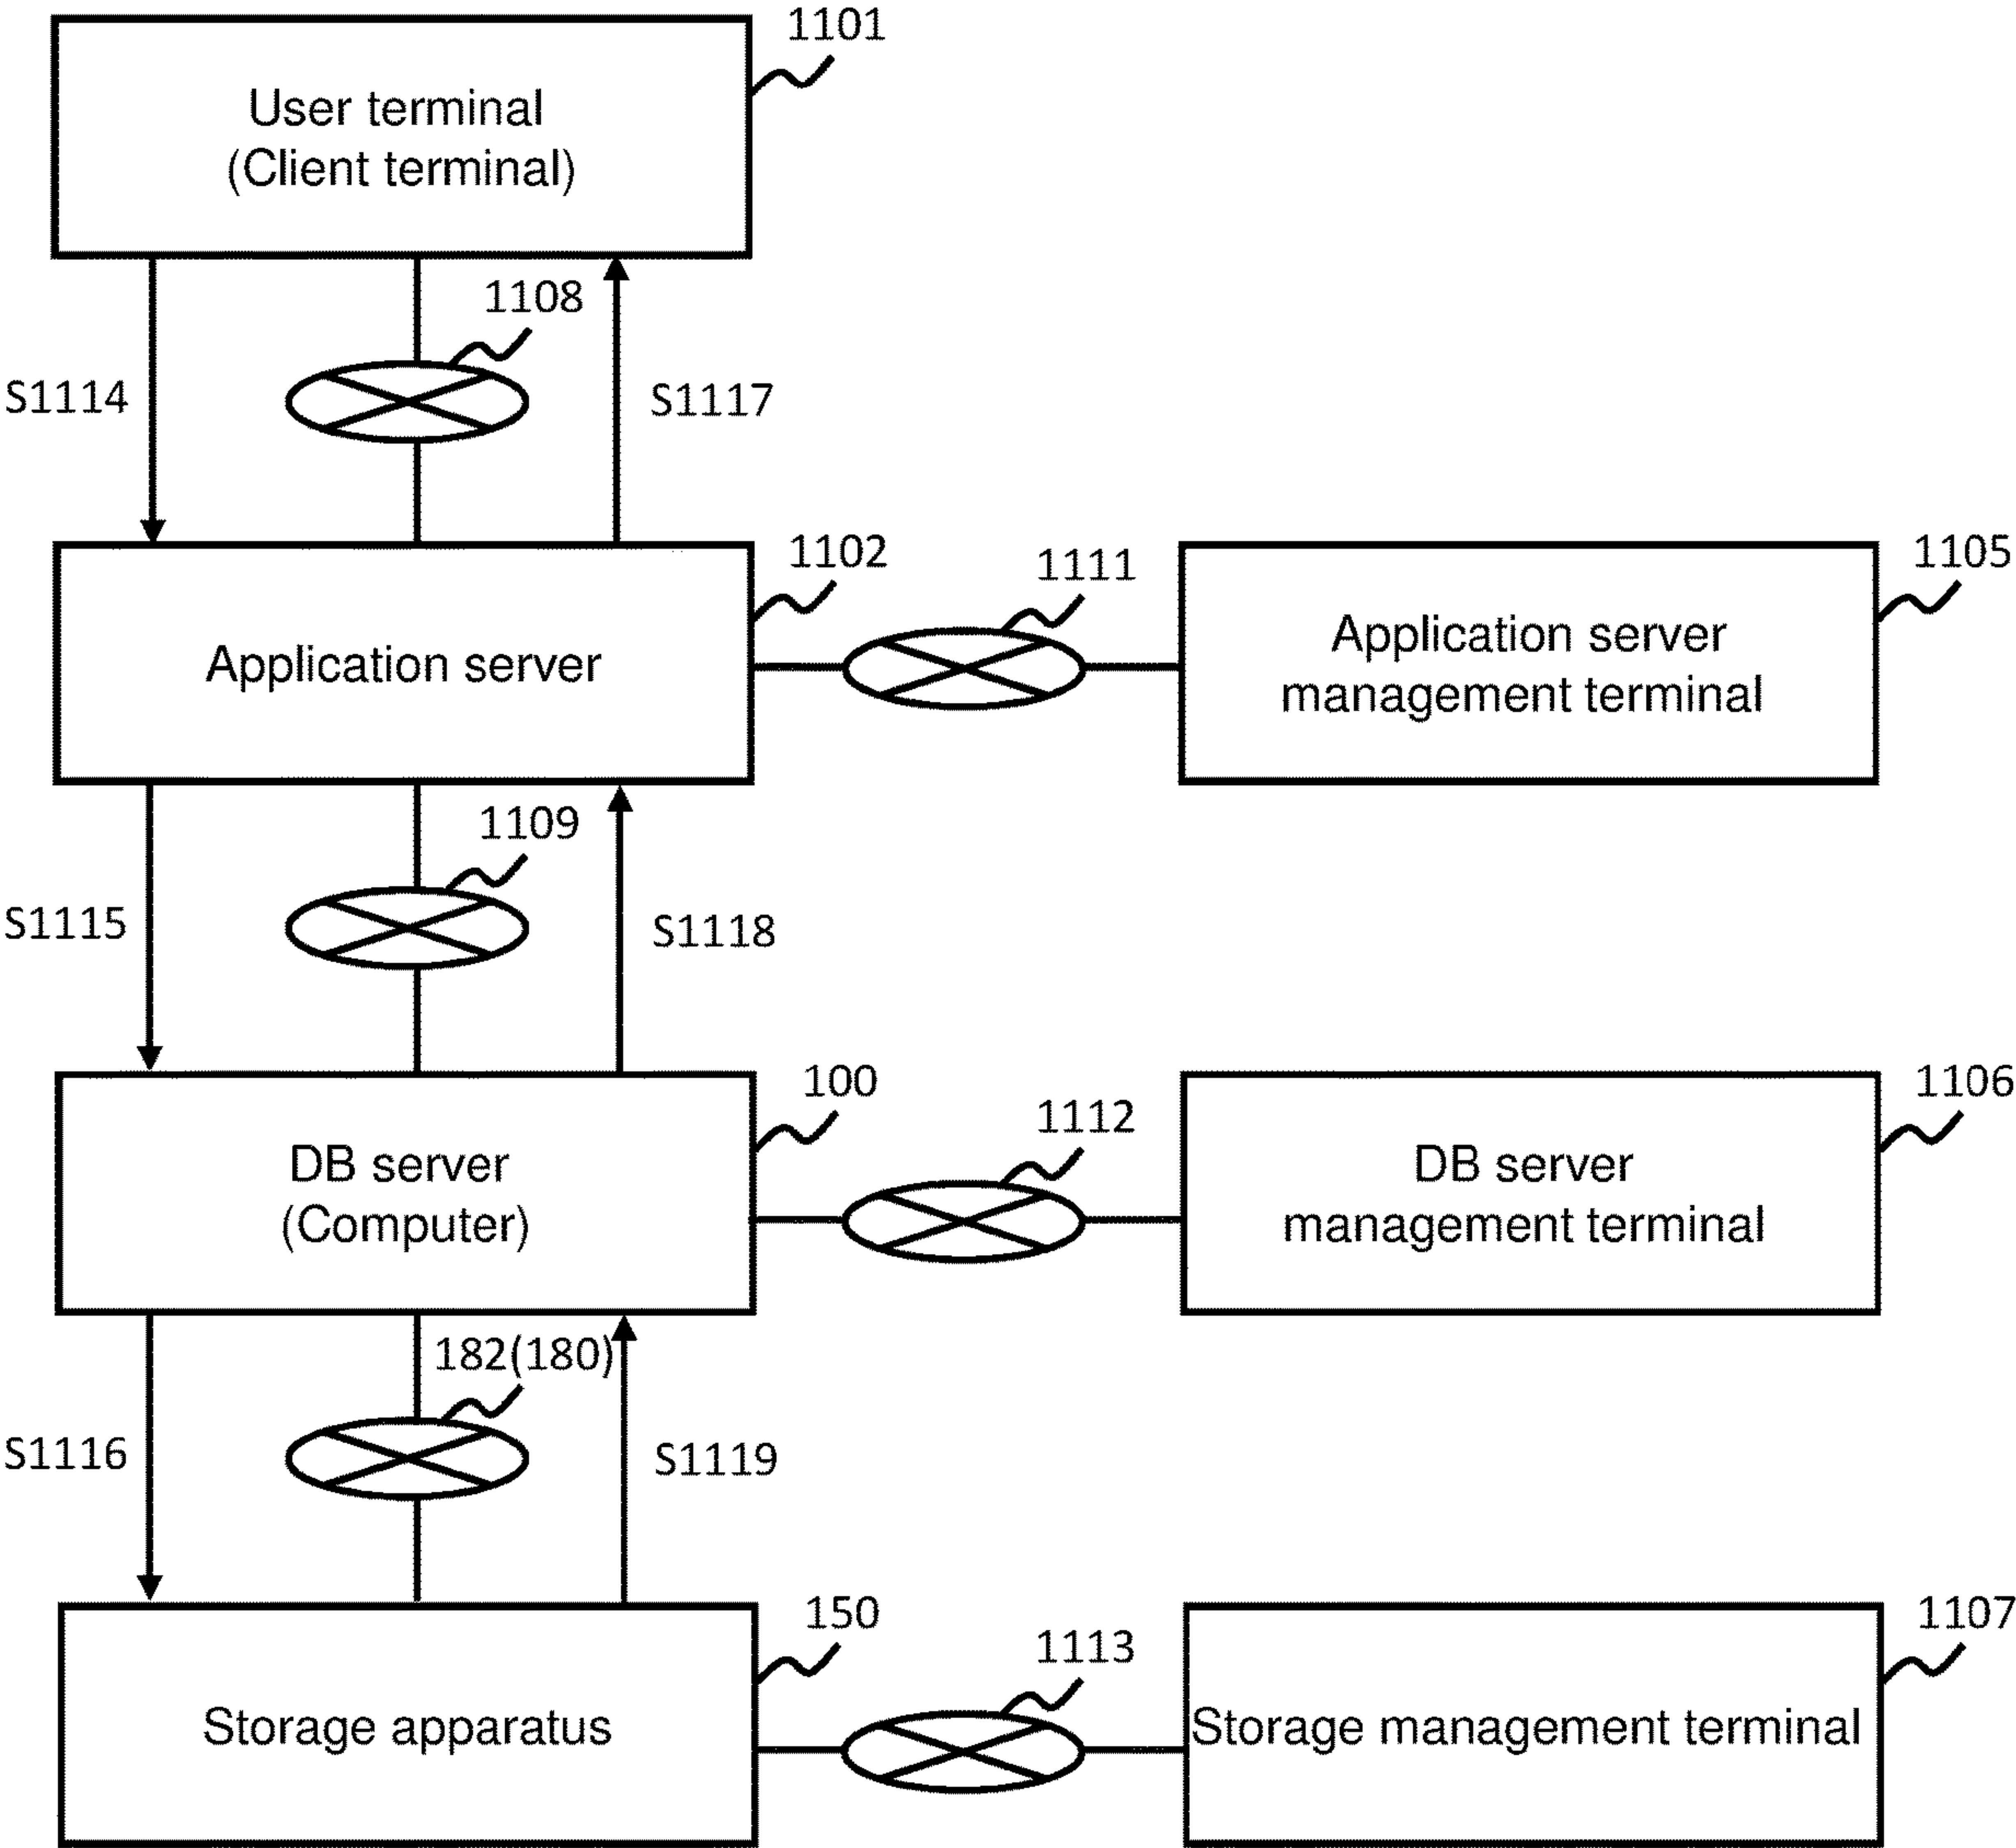 1101
User terminal
(Client terminal)
1108
S1114
S1117
1102
1111
1105
Application server
Application server
management terminal
1109
S1115
S1118
100
1112
1106
DB server
(Computer)
DB server
management terminal
182(180)
S1116
S1119
150
1113
1107
Storage apparatus
Storage management terminal